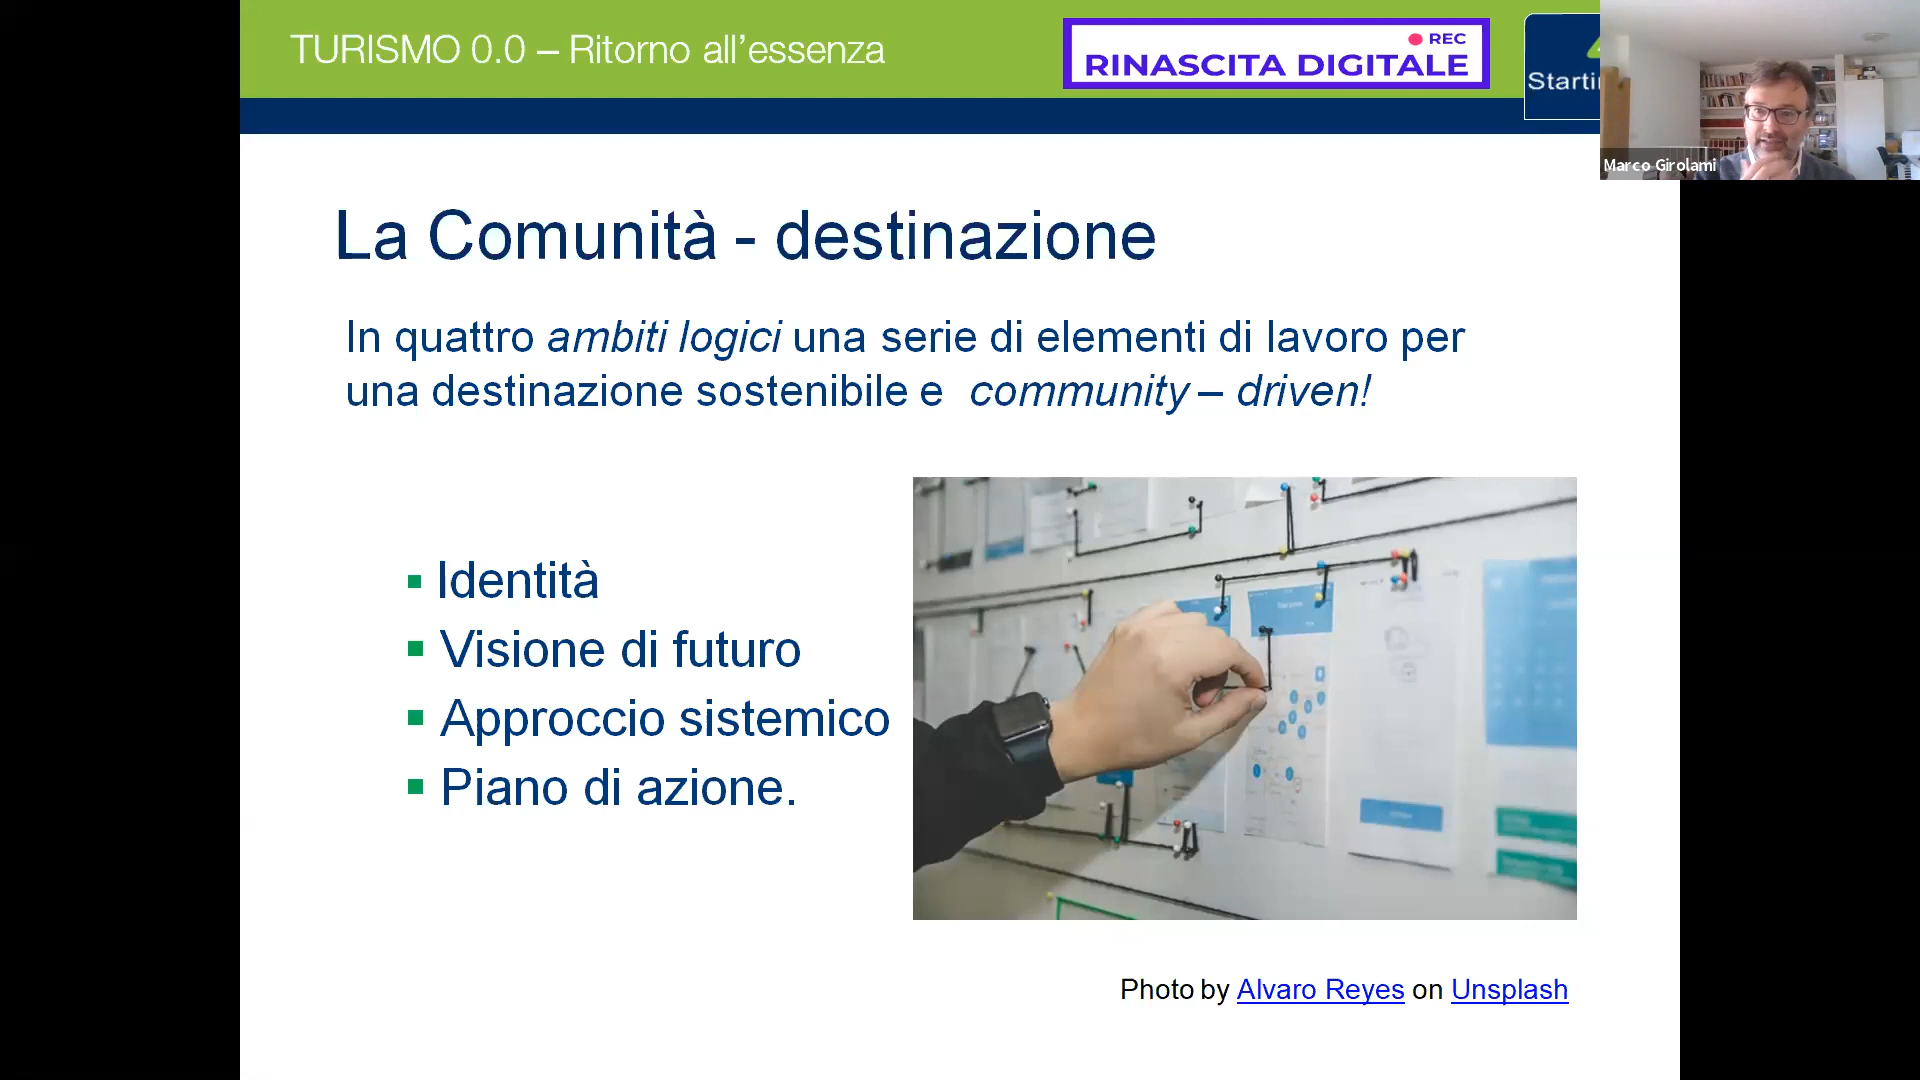 TURISMO 0.0 – Ritorno all’essenza
REC
RINASCITA DIGITALE
Marco Girolami
La Comunità - destinazione
In quattro ambiti logici una serie di elementi di lavoro per
una destinazione sostenibile e community – driven!
Identità
Visione di futuro
Approccio sistemico
Piano di azione.
Photo by Alvaro Reyes on Unsplash